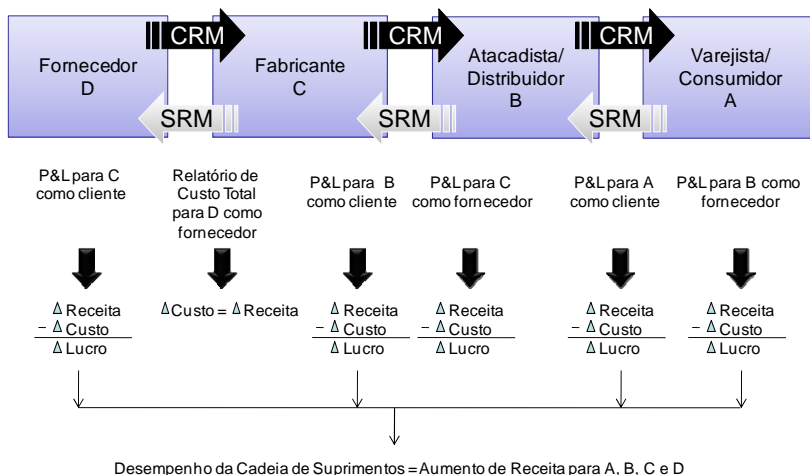 CRM
CRM
CRM
Fornecedor
D
Fabricante
C
Atacadista/
Distribuidor
B
Varejista/
Consumidor
A
SRM
SRM
SRM
P&L para C
como cliente
Relatório de
Custo Total
para D como
fornecedor
P&L para B
como cliente
P&L para C
como fornecedor
P&L para A
como cliente
P&L para B como
fornecedor
Δ Receita
− Δ Custo
Δ Lucro
Δ Custo = Δ Receita
Δ Receita
− Δ Custo
Δ Lucro
Δ Receita
− Δ Custo
Δ Lucro
Δ Receita
− Δ Custo
Δ Lucro
Δ Receita
− Δ Custo
Δ Lucro
Desempenho da Cadeia de Suprimentos = Aumento de Receita para A, B, C e D